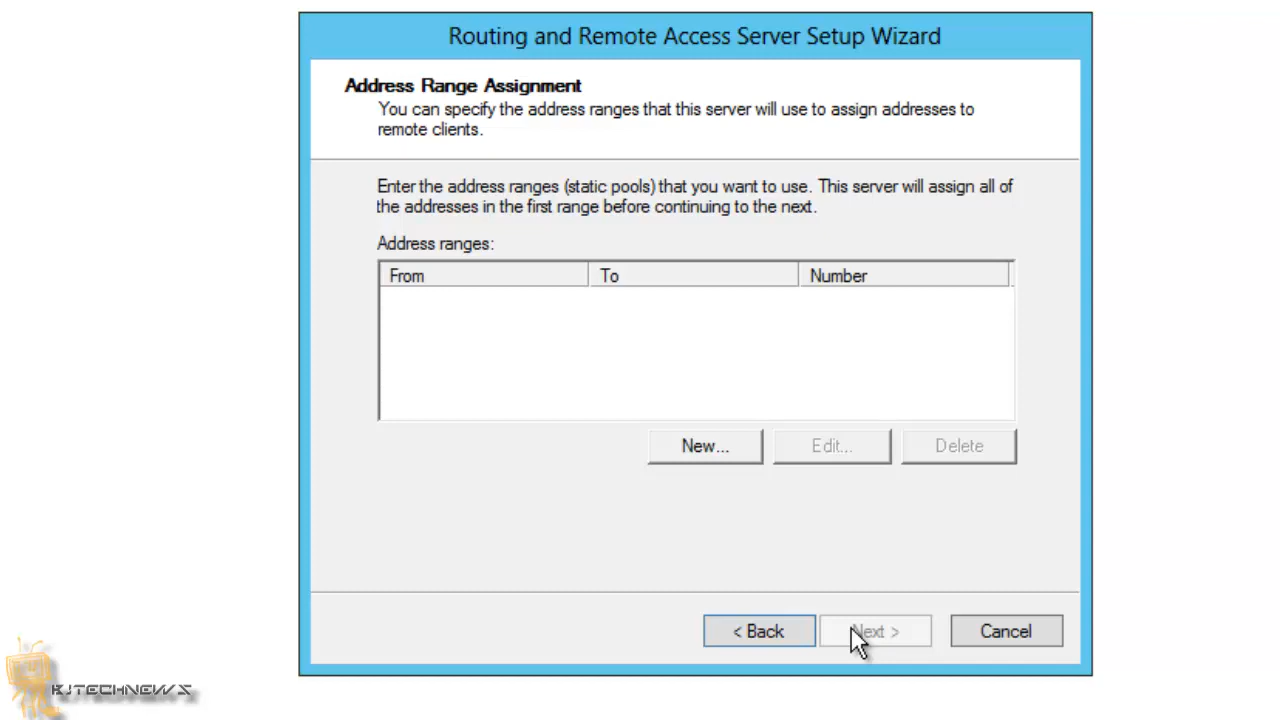 Routing and Remote Access Server Setup Wizard
Address Range Assignment
You can specify the address ranges that this server will use to assign addresses to
remote clients.
Enter the address ranges (static pools) that you want to use. This server will assign all of
the addresses in the first range before continuing to the next.
Address ranges:
From To Number
New... Edit... Delete
< Back Next > Cancel
KJTECHNEWS